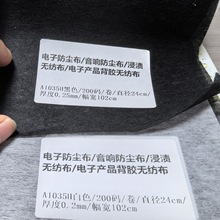 电子防尘布/音响防尘布/浸渍
无纺布/电子产品背胶无纺布
A1035H黑色/200码/卷/直径24cm/
厚度0.25mm/幅宽102cm
电子防尘布/音响防尘布/浸渍
无纺布/电子产品背胶无纺布
A1035H白色/200码/卷/直径24cm/
厚度0.2mm/幅宽102cm